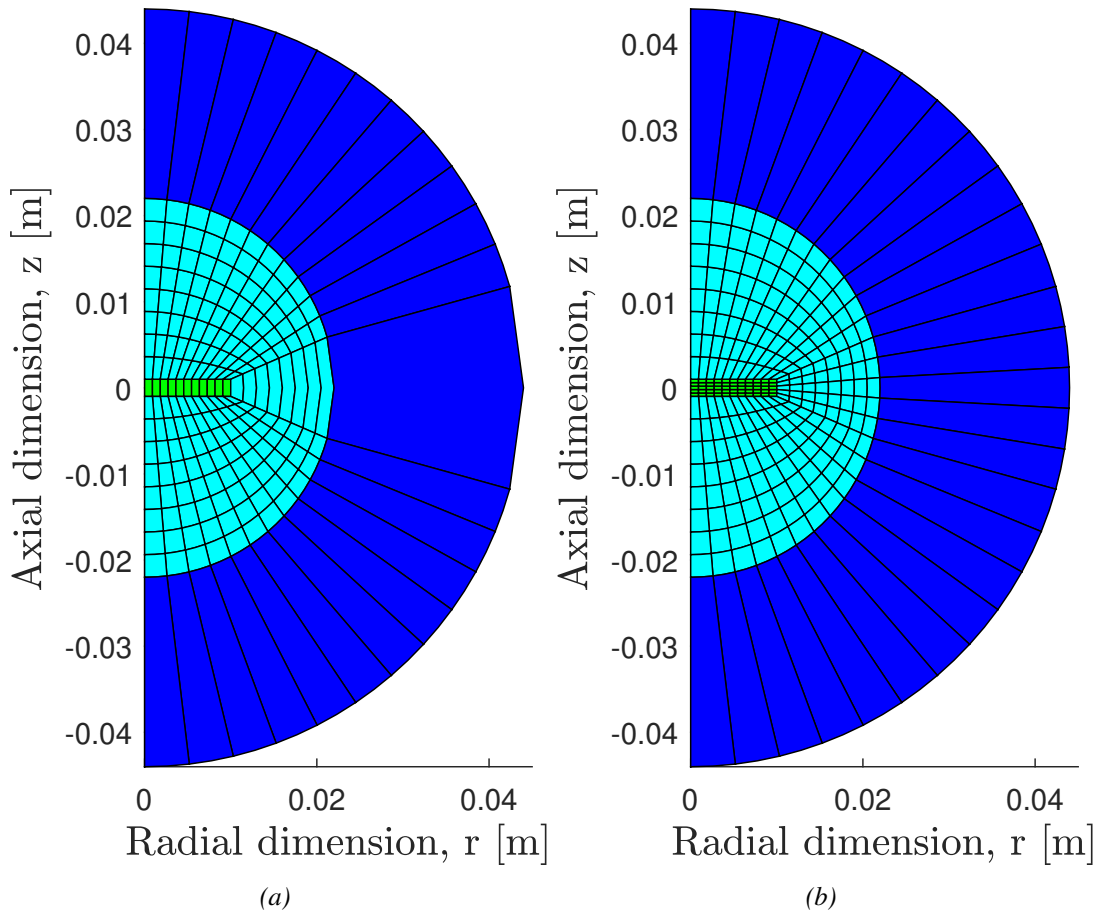 0.04
0.03
0.02
0.01
0
-0.01
-0.02
-0.03
-0.04
Axial dimension, z [m]
0 0.02 0.04
Radial dimension, r [m]
(a)
0.04
0.03
0.02
0.01
0
-0.01
-0.02
-0.03
-0.04
Axial dimension, z [m]
0 0.02 0.04
Radial dimension, r [m]
(b)